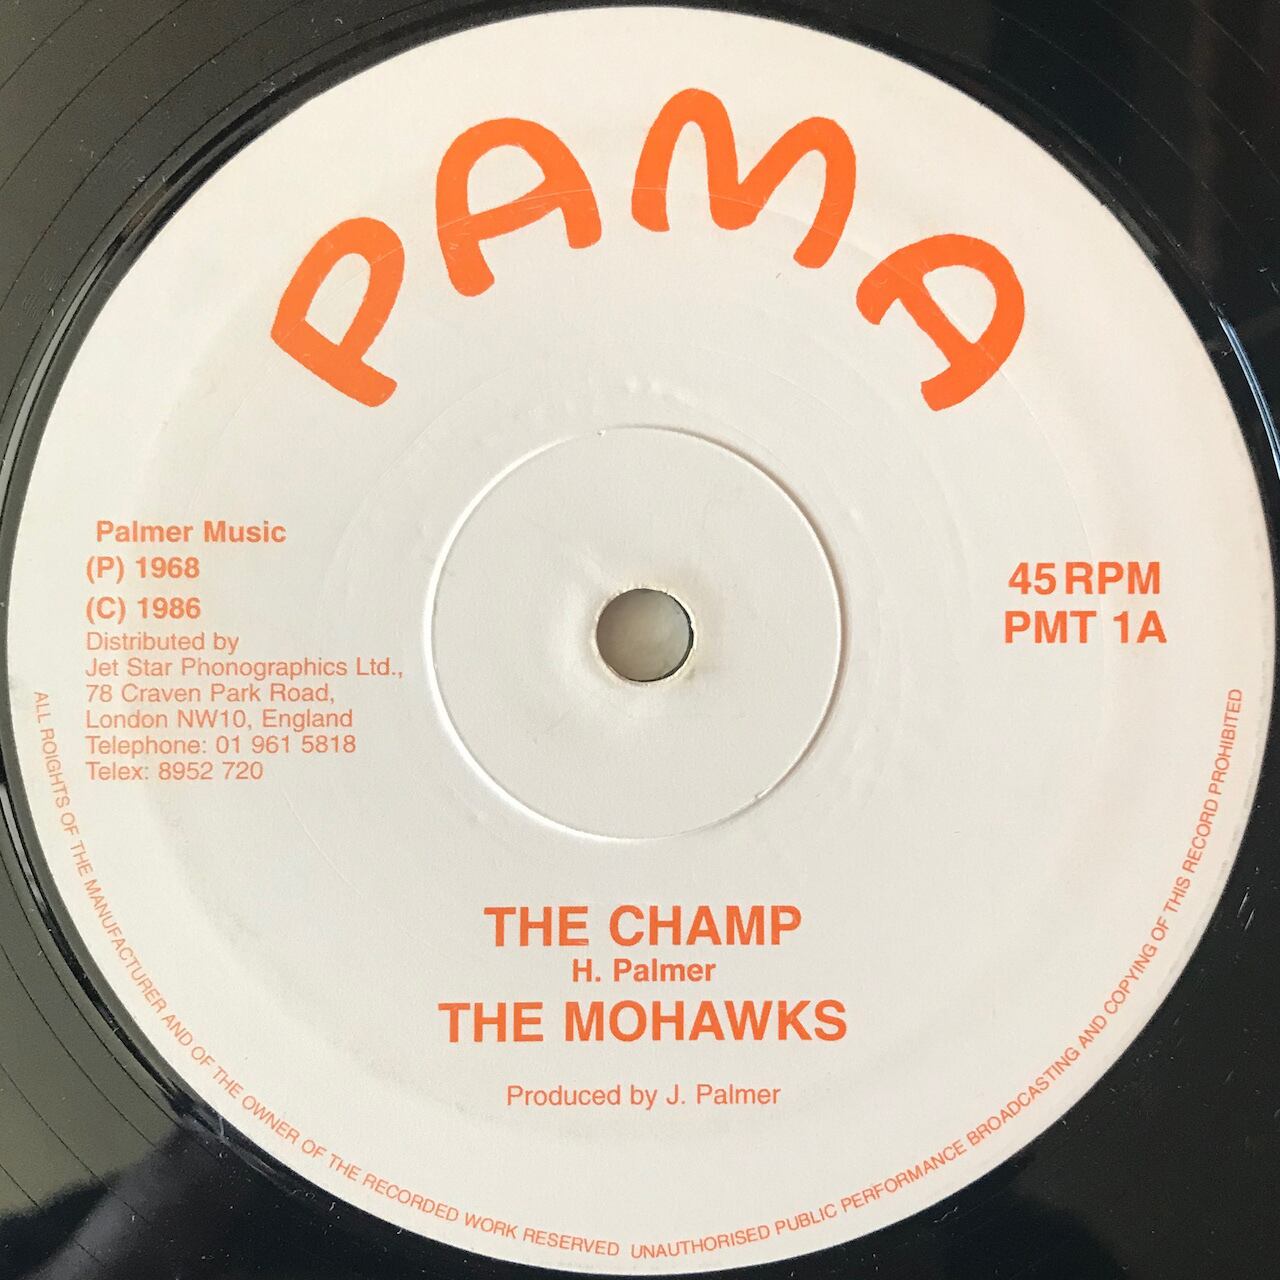 PAMA
Palmer Music
(P) 1968
(C) 1986
Distributed by
Jet Star Phonographics Ltd.,
78 Craven Park Road,
London NW10, England
Telephone: 01 961 5818
Telex: 8952 720
45 RPM
PMT 1A
THE CHAMP
H. Palmer
THE MOHAWKS
Produced by J. Palmer
ALL ROIGHTS OF THE MANUFACTURER AND OF THE OWNER OF THE RECORDED WORK RESERVED UNAUTHORISED PUBLIC PERFORMANCE BROADCASTING AND COPYING OF THIS RECORD PROHIBITED